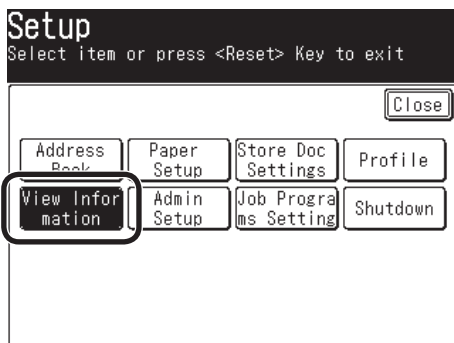 Setup
Select item or press <Reset> Key to exit
Close
Address Book
Paper Setup
Store Doc Settings
Profile
View Infor
mation
Admin Setup
Job Progra
ms Setting
Shutdown